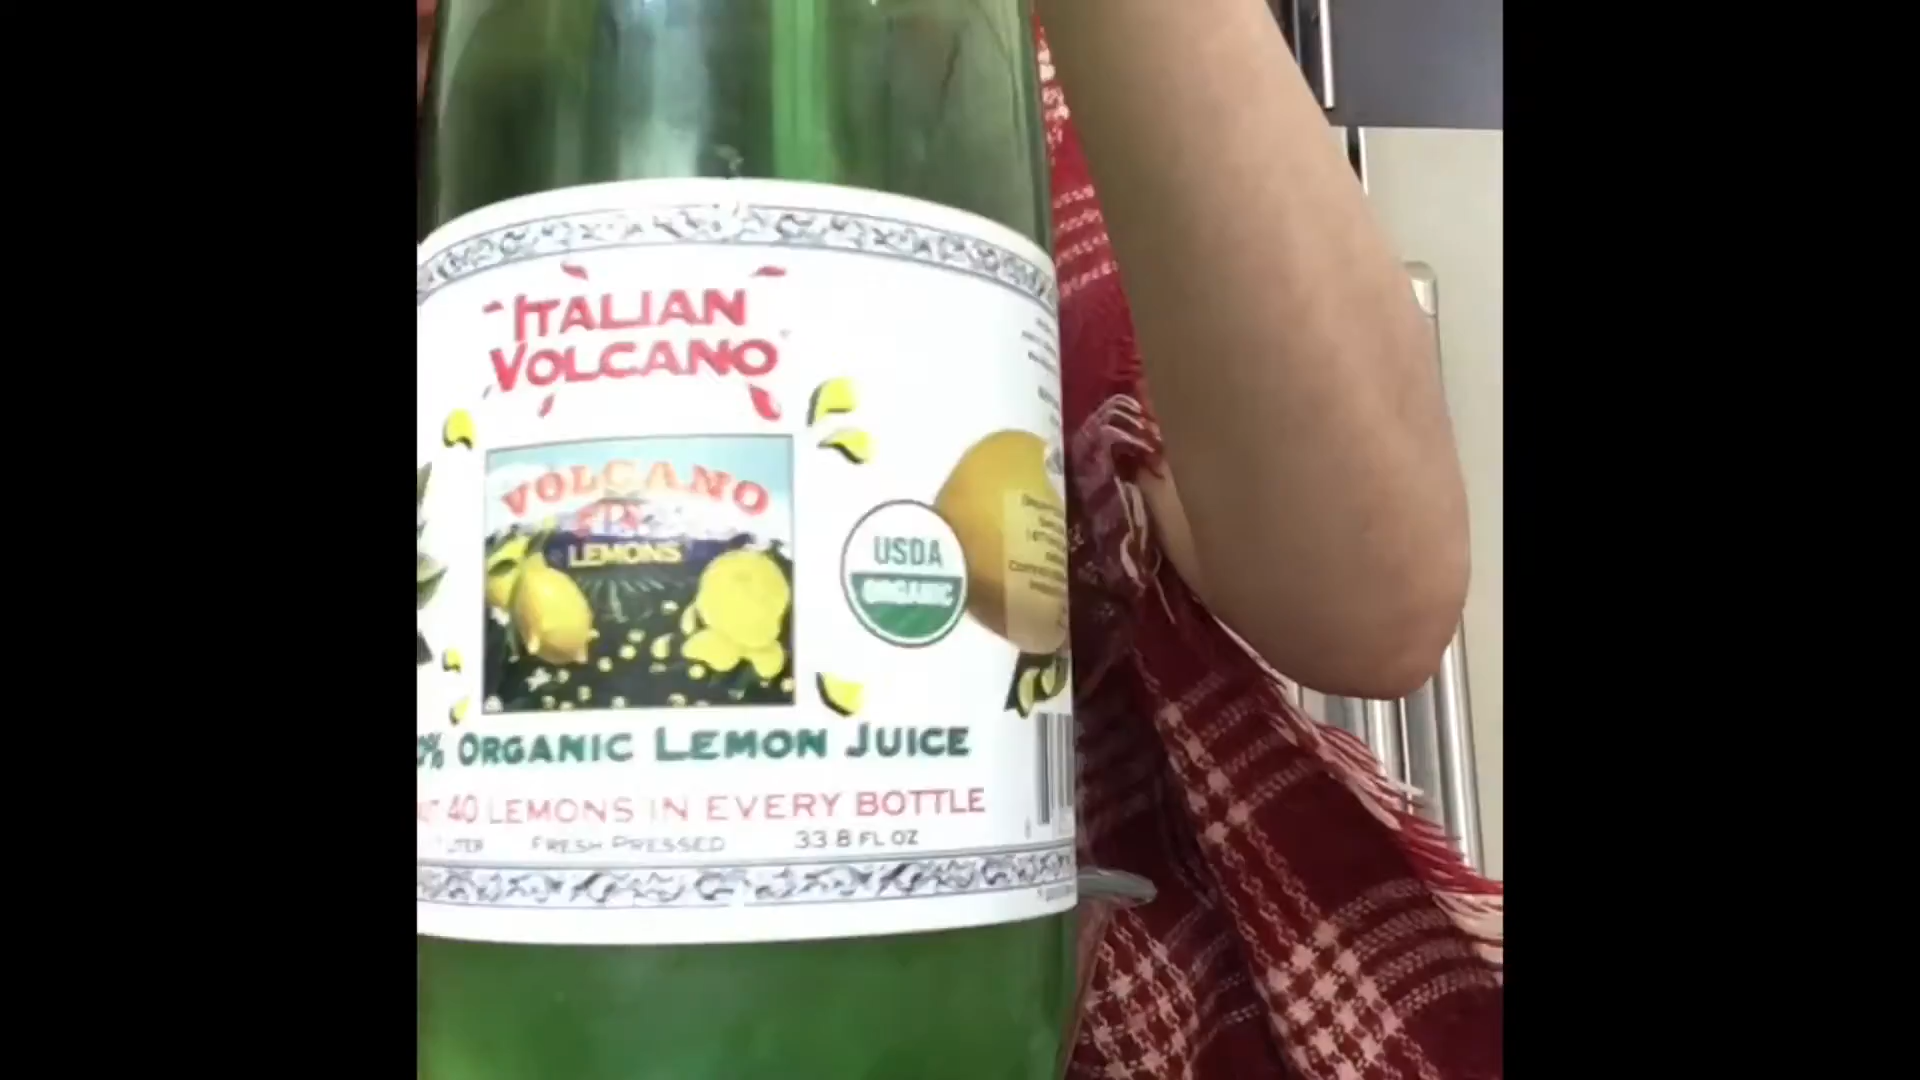 ITALIAN
VOLCANO
VOLCANO
LEMONS
USDA
ORGANIC
% ORGANIC LEMON JUICE
40 LEMONS IN EVERY BOTTLE
LITER FRESH PRESSED 33.8 FL OZ